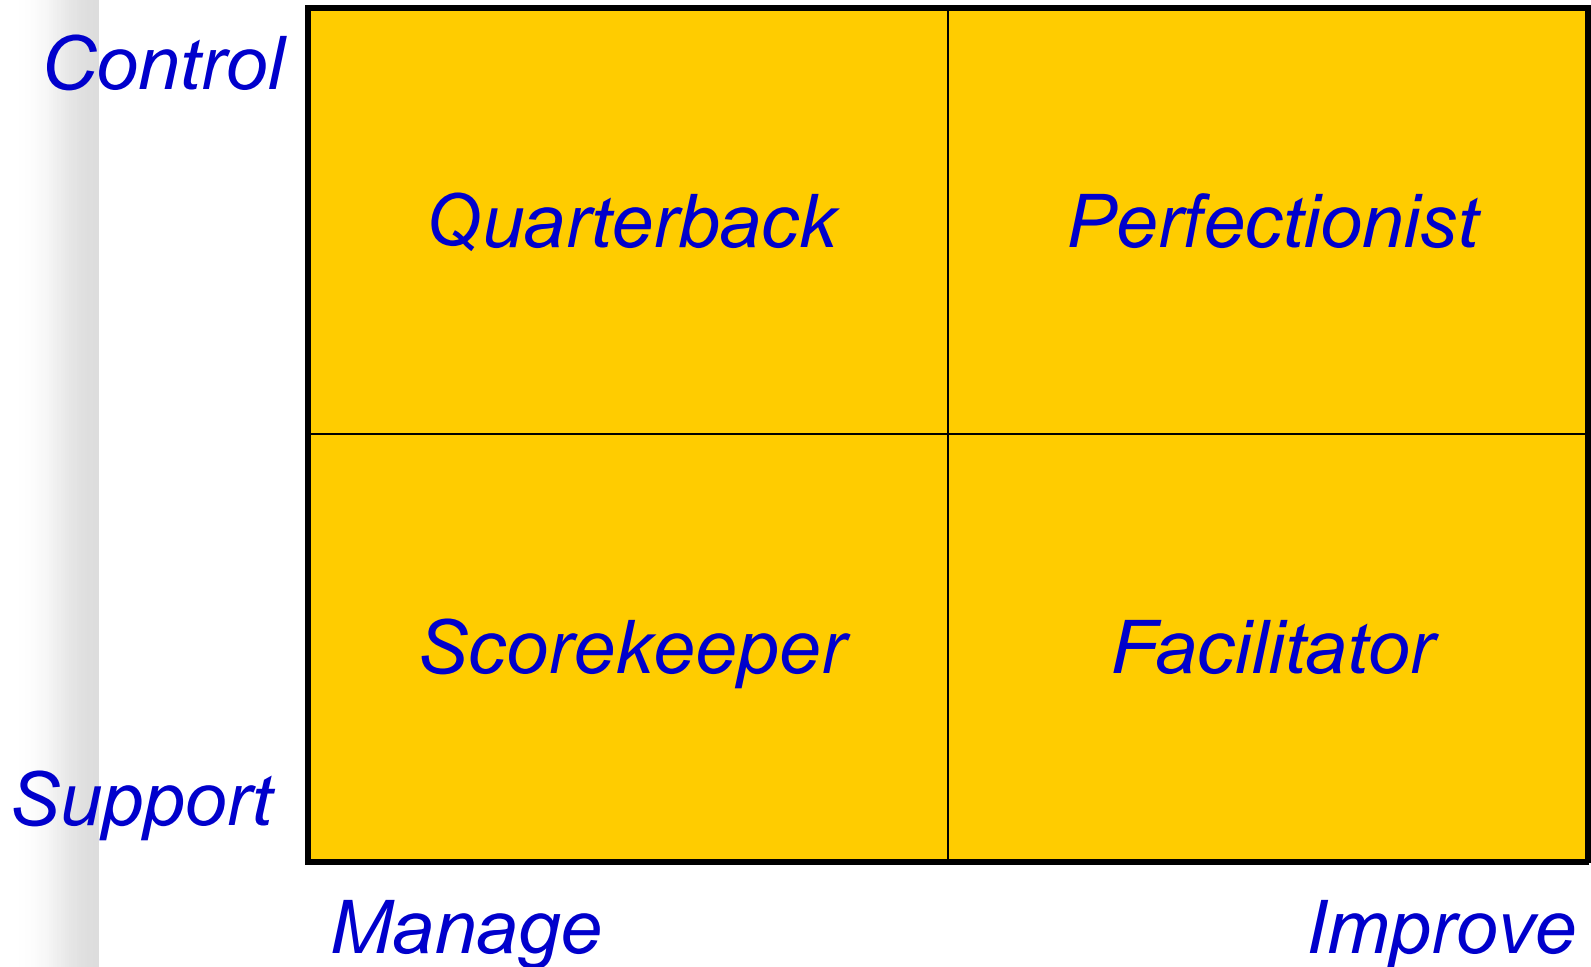 Control
Quarterback Perfectionist
Scorekeeper Facilitator
Support
Manage Improve